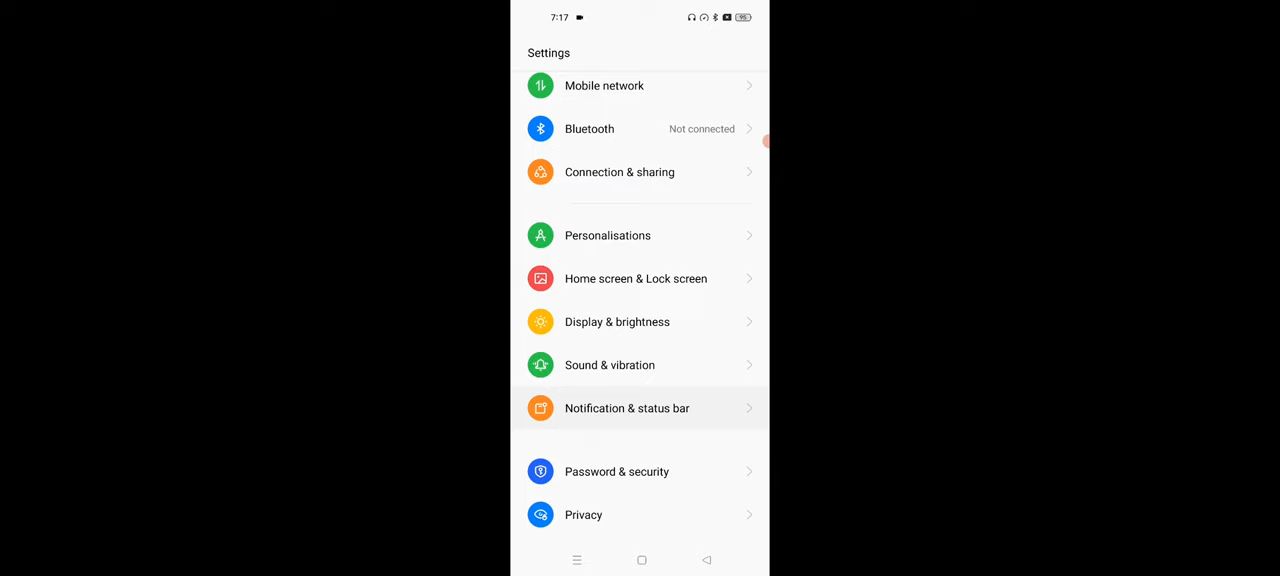 7:17
95
Settings
Mobile network
Bluetooth Not connected
Connection & sharing
Personalisations
Home screen & Lock screen
Display & brightness
Sound & vibration
Notification & status bar
Password & security
Privacy